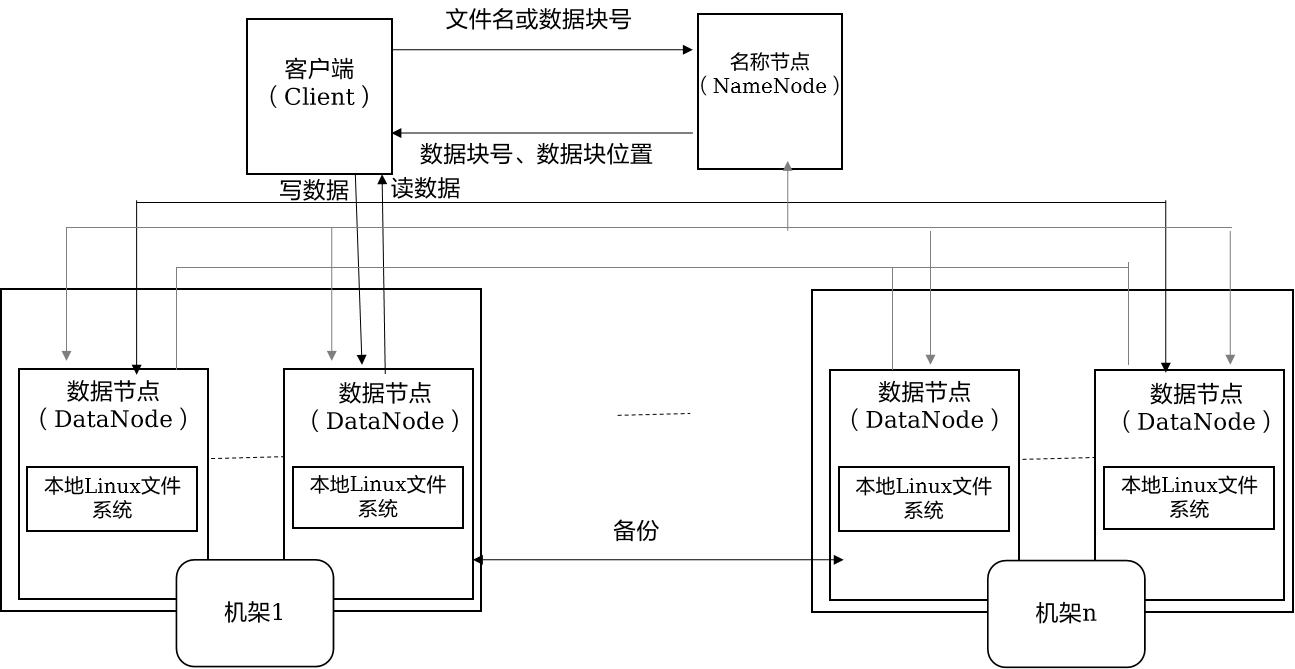 文件名或数据块号
客户端
（Client）
名称节点
（NameNode）
数据块号、数据块位置
写数据
读数据
数据节点
（DataNode）
数据节点
（DataNode）
数据节点
（DataNode）
数据节点
（DataNode）
本地Linux文件
系统
本地Linux文件
系统
本地Linux文件
系统
本地Linux文件
系统
备份
机架1
机架n